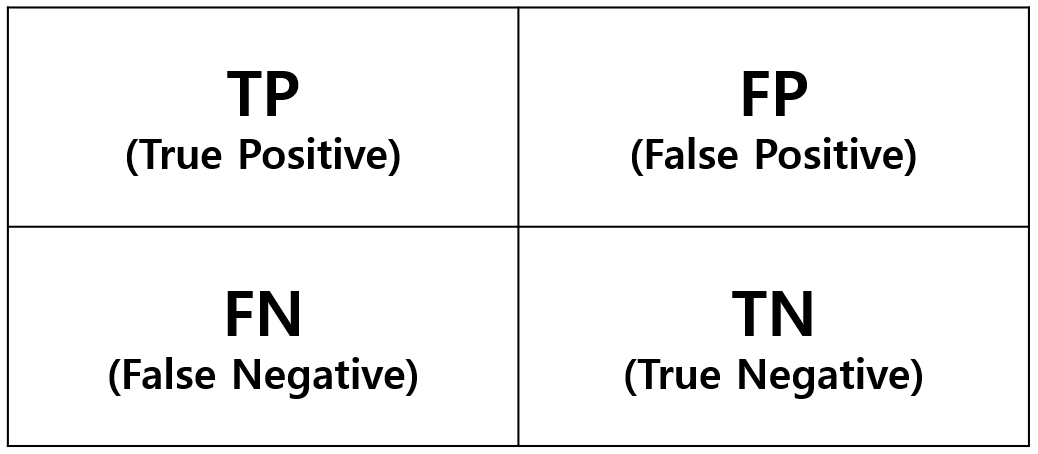 TP
(True Positive)
FP
(False Positive)
FN
(False Negative)
TN
(True Negative)